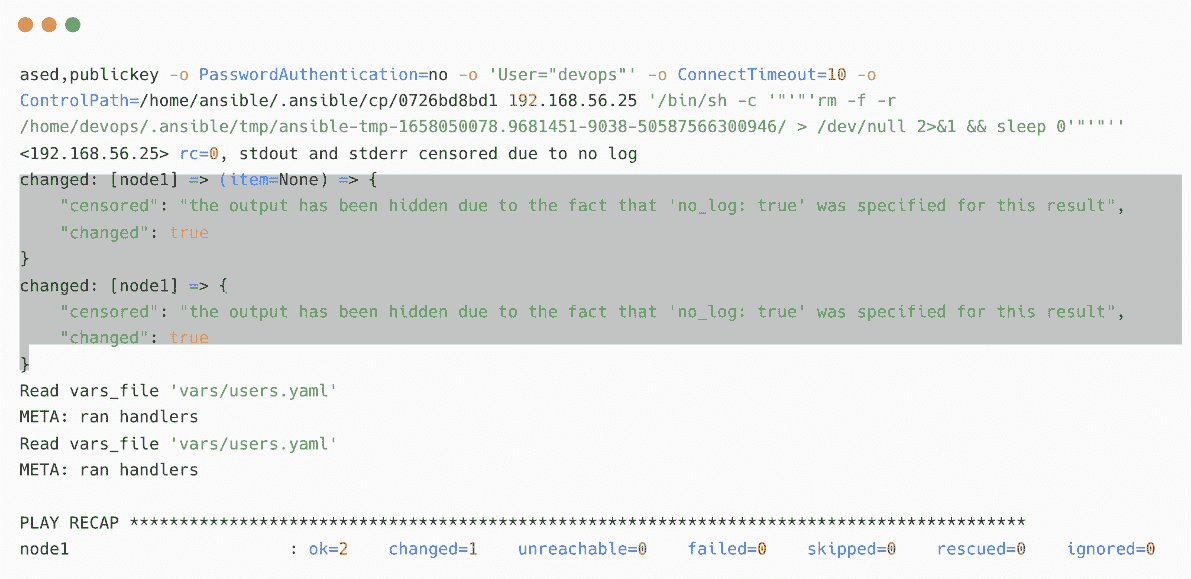 ased,publickey -o PasswordAuthentication=no -o 'User="devops"' -o ConnectTimeout=10 -o
ControlPath=/home/ansible/.ansible/cp/0726bd8bd1 192.168.56.25 '/bin/sh -c '"'"'rm -f -r
/home/devops/.ansible/tmp/ansible-tmp-1658050078.9681451-9038-50587566300946/ > /dev/null 2>&1 && sleep 0'"'"''
<192.168.56.25> rc=0, stdout and stderr censored due to no log
changed: [node1] => (item=None) => {
    "censored": "the output has been hidden due to the fact that 'no_log: true' was specified for this result",
    "changed": true
}
changed: [node1] => {
    "censored": "the output has been hidden due to the fact that 'no_log: true' was specified for this result",
    "changed": true
}
Read vars_file 'vars/users.yaml'
META: ran handlers
Read vars_file 'vars/users.yaml'
META: ran handlers
PLAY RECAP ******************************************************************************************
node1                      : ok=2    changed=1    unreachable=0    failed=0    skipped=0    rescued=0    ignored=0